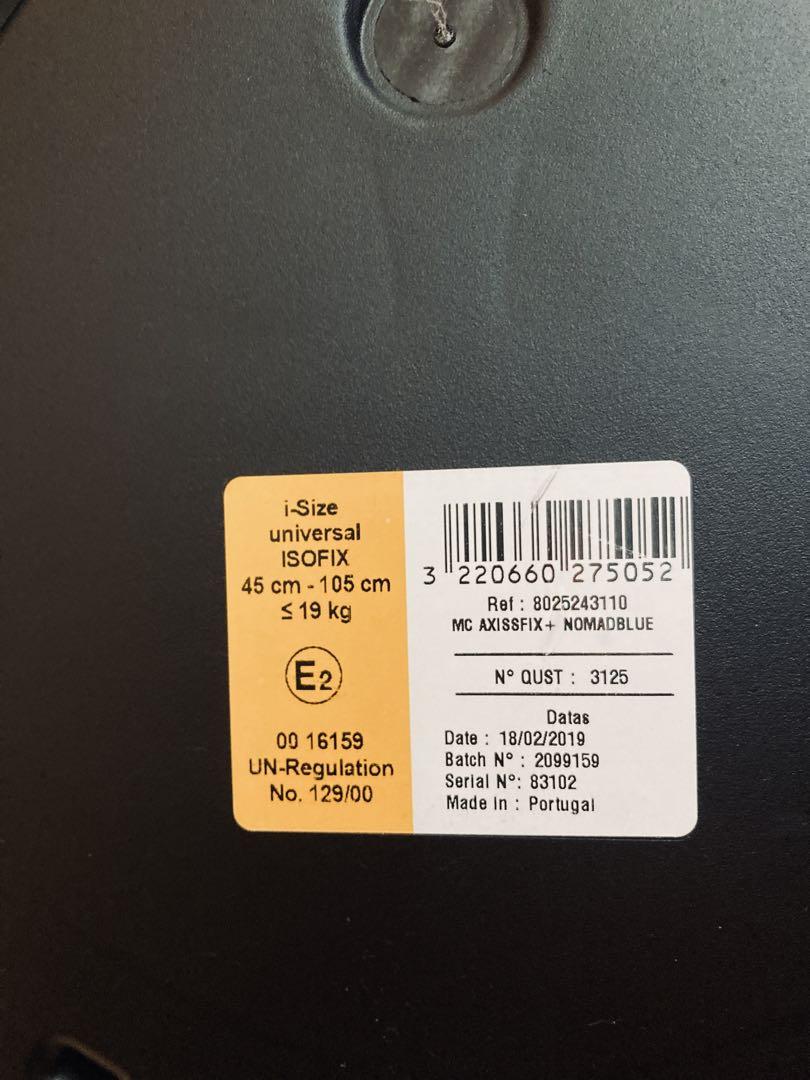 i-Size
universal
ISOFIX
45 cm - 105 cm
≤ 19 kg
E2
00 16159
UN-Regulation
No. 129/00
3 220660 275052
Ref : 8025243110
MC AXISSFIX+ NOMADBLUE
N° QUST : 3125
Datas
Date : 18/02/2019
Batch N° : 2099159
Serial N°: 83102
Made In : Portugal